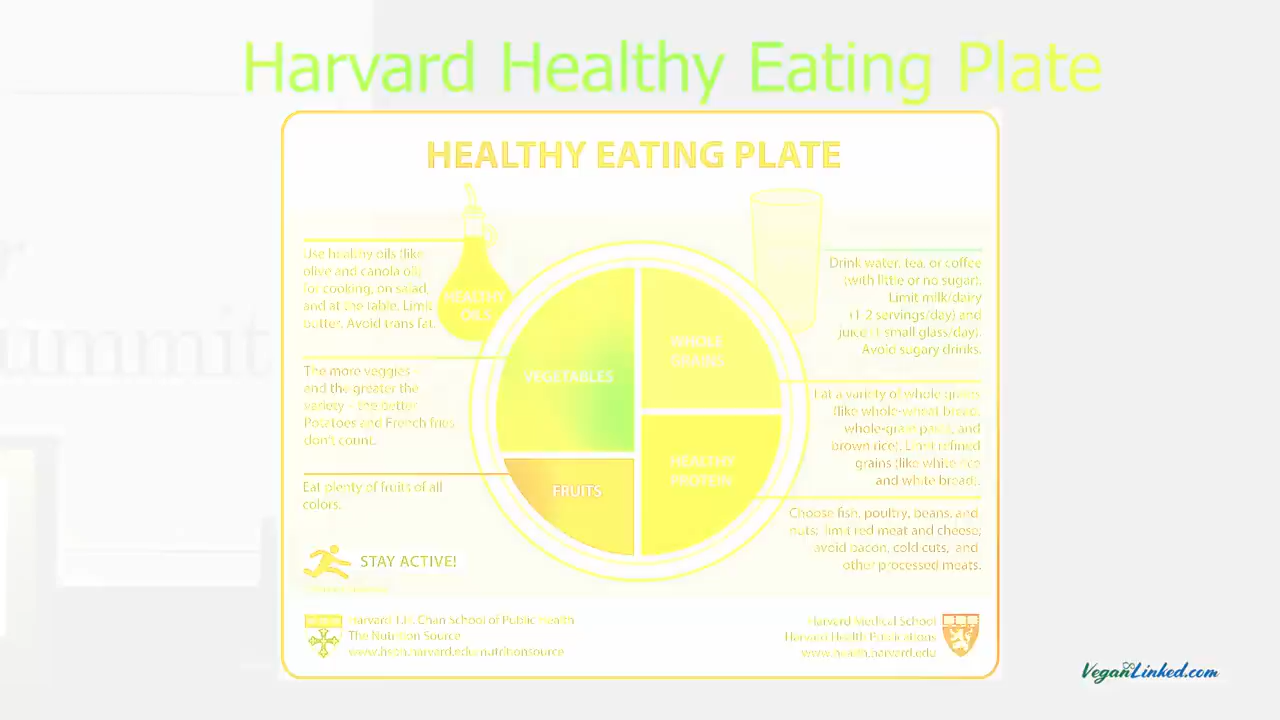 Harvard Healthy Eating Plate
HEALTHY EATING PLATE
Use healthy oils (like
olive and canola oil)
for cooking, on salad,
and at the table. Limit
butter. Avoid trans fat.
HEALTHY
OILS
The more veggies
and the greater the
variety – the better
Potatoes and French fries
don't count.
Eat plenty of fruits of all
colors.
STAY ACTIVE!
VEGETABLES
FRUITS
WHOLE
GRAINS
HEALTHY
PROTEIN
Drink water, tea, or coffee
(with little or no sugar).
Limit milk/dairy
(1-2 servings/day) and
juice (1 small glass/day).
Avoid sugary drinks.
Eat a variety of whole grains
(like whole-wheat bread,
whole-grain pasta, and
brown rice). Limit refined
grains (like white rice
and white bread).
Choose fish, poultry, beans, and
nuts; limit red meat and cheese;
avoid bacon, cold cuts, and
other processed meats.
Harvard T.H. Chan School of Public Health
The Nutrition Source
www.hsph.harvard.edu/nutritionsource
Harvard Medical School
Harvard Health Publications
www.health.harvard.edu
ummit
VeganLinked.com